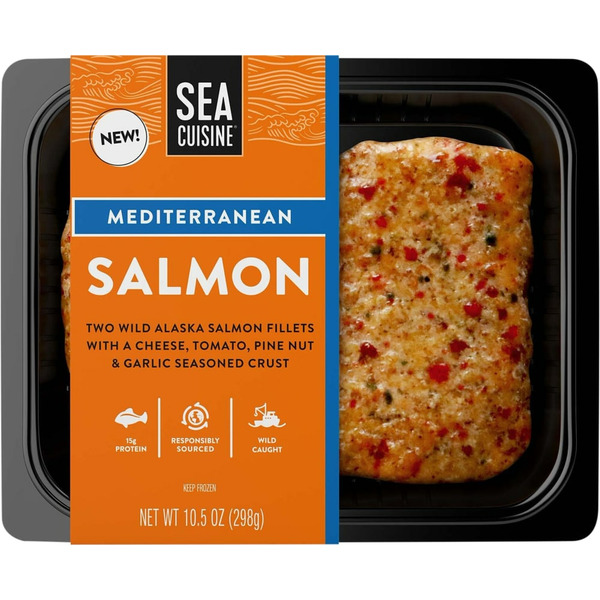 SEA
CUISINE
NEW!
MEDITERRANEAN
SALMON
TWO WILD ALASKA SALMON FILLETS
WITH A CHEESE, TOMATO, PINE NUT
& GARLIC SEASONED CRUST
15g
PROTEIN
RESPONSIBLY
SOURCED
WILD
CAUGHT
KEEP FROZEN
NET WT 10.5 OZ (298g)